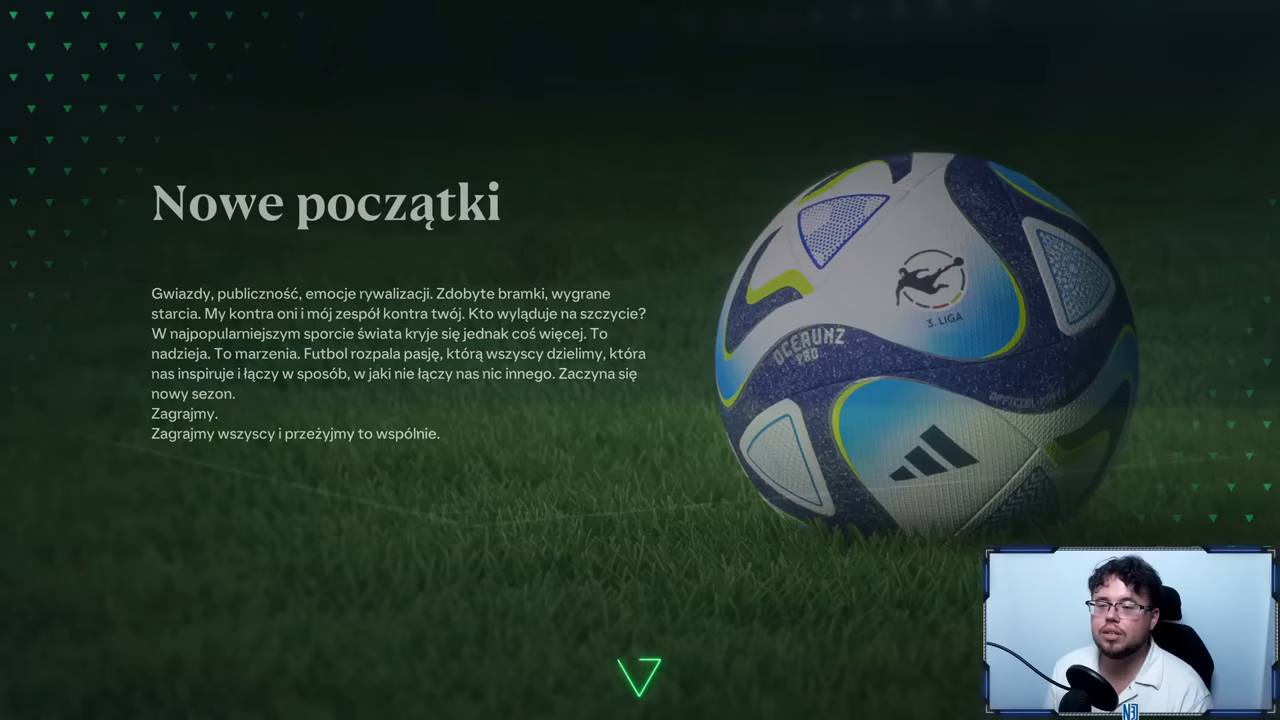 Nowe początki
Gwiazdy, publiczność, emocje rywalizacji. Zdobyte bramki, wygrane
starcia. My kontra oni i mój zespół kontra twój. Kto wyląduje na szczycie?
W najpopularniejszym sporcie świata kryje się jednak coś więcej. To
nadzieja. To marzenia. Futbol rozpala pasję, którą wszyscy dzielimy, która
nas inspiruje i łączy w sposób, w jaki nie łączy nas nic innego. Zaczyna się
nowy sezon.
Zagrajmy.
Zagrajmy wszyscy i przeżyjmy to wspólnie.
3. LIGA
OCEAUNZ
PRO